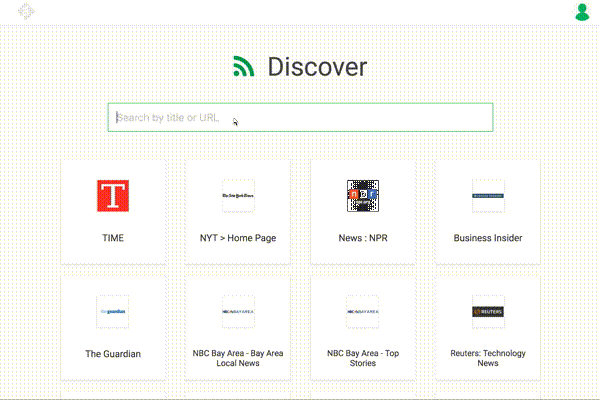 Discover
Search by title or URL
T
The New York Times
n p r
BUSINESS INSIDER
TIME
NYT > Home Page
News : NPR
Business Insider
the guardian
NBC BAY AREA
NBC BAY AREA
REUTERS
The Guardian
NBC Bay Area - Bay Area
Local News
NBC Bay Area - Top
Stories
Reuters: Technology
News